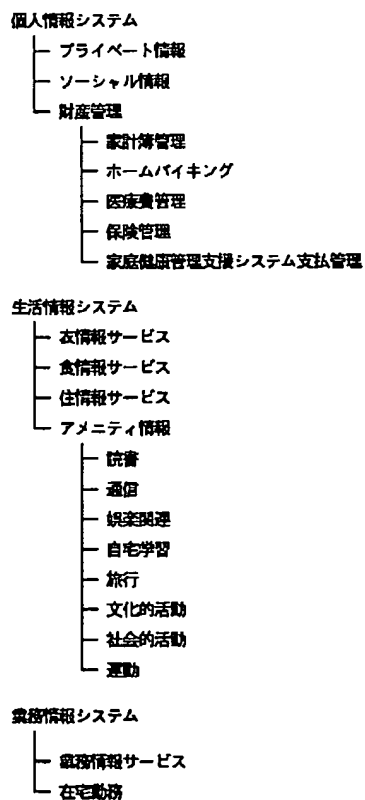 個人情報システム
プライベート情報
ソーシャル情報
財産管理
家計簿管理
ホームバイキング
医療費管理
保険管理
家庭健康管理支援システム支払管理
生活情報システム
衣情報サービス
食情報サービス
住情報サービス
アメニティ情報
読書
通信
娯楽関連
自宅学習
旅行
文化的活動
社会的活動
運動
業務情報システム
業務情報サービス
在宅勤務